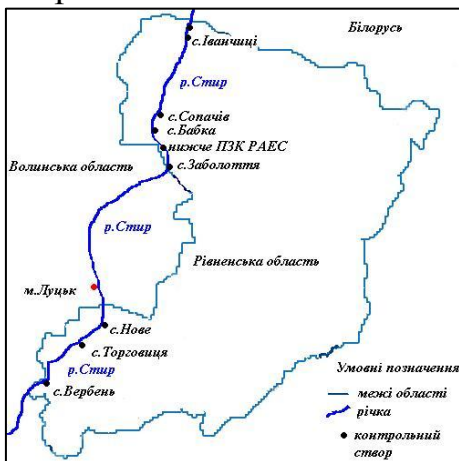 с.Іванчиці
Білорусь
р.Стир
с.Сопачів
с.Бабка
нижче ПЗК РАЕС
Волинська область
с.Заболоття
р.Стир
Рівненська область
м.Луцьк
с.Нове
с.Торговиця
р.Стир
с.Вербень
Умовні позначення
межі області
річка
контрольний
створ